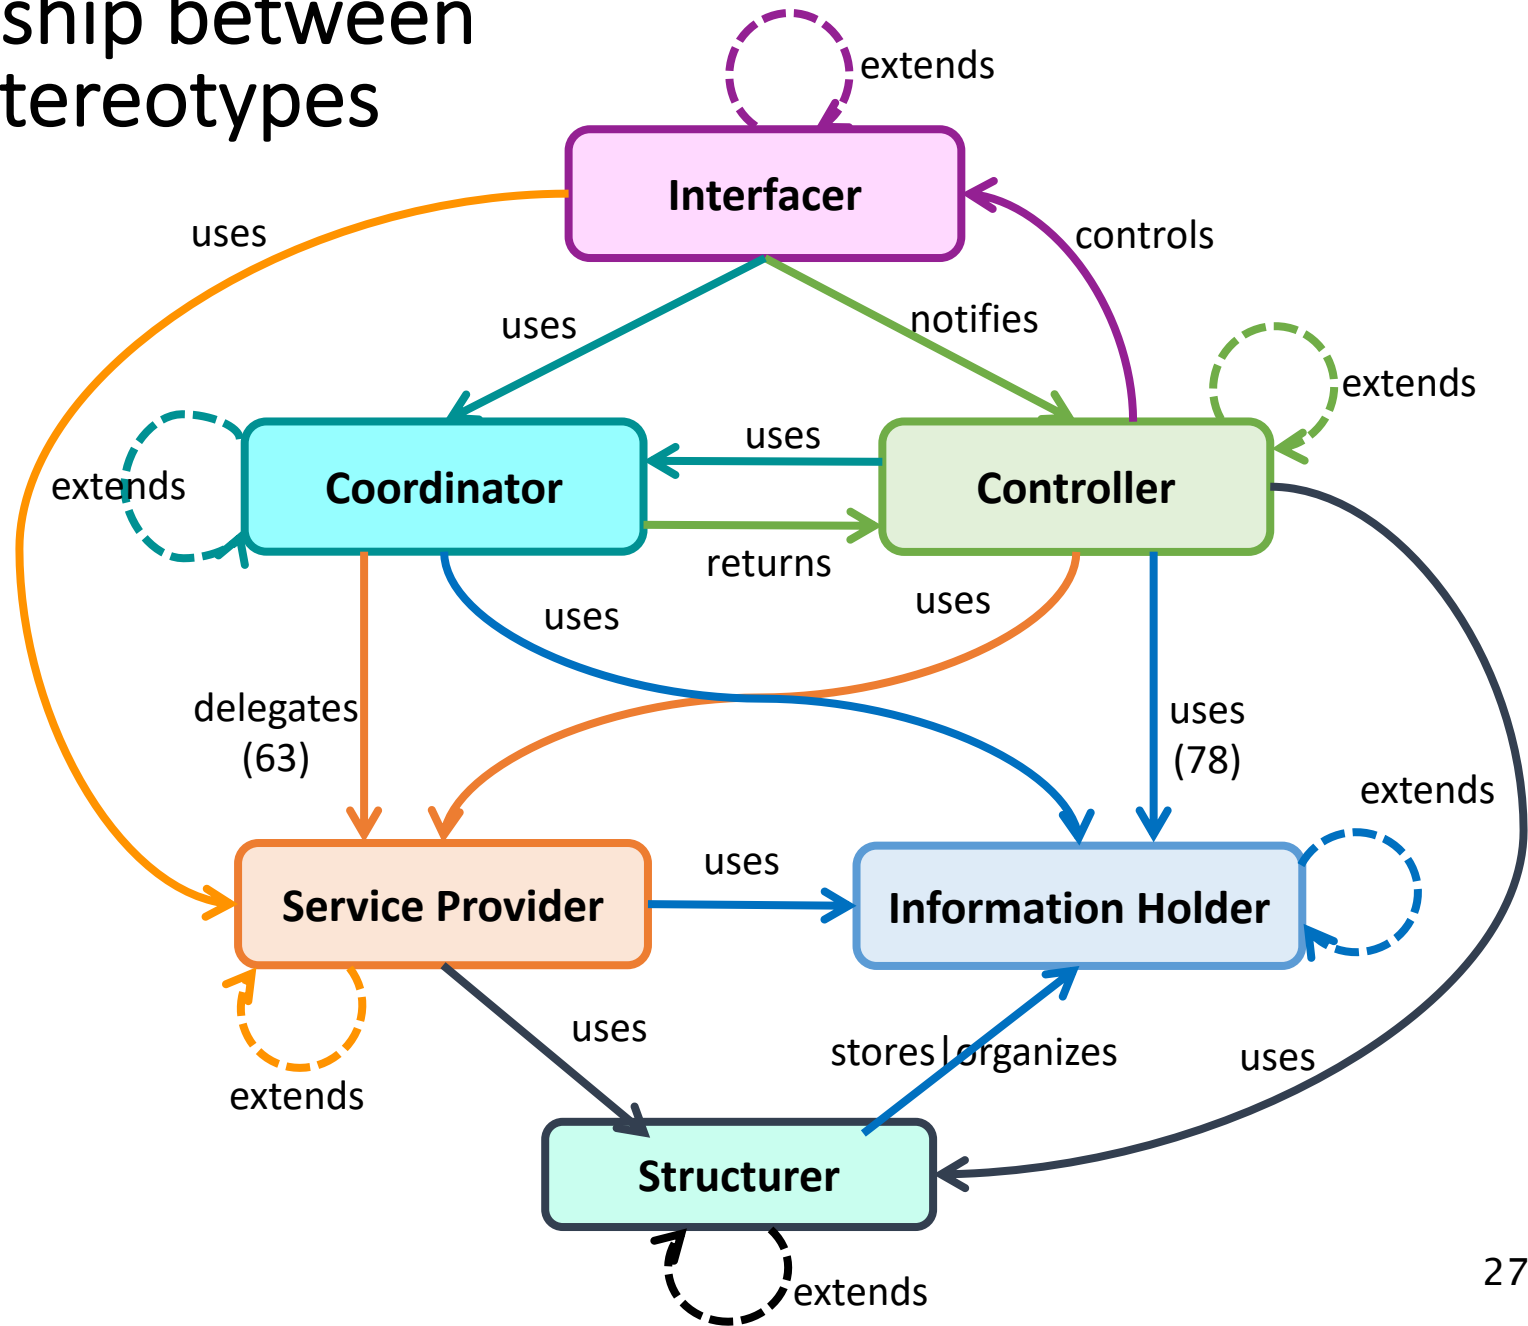 ship between
tereotypes
extends
Interfacer
uses
controls
uses
notifies
extends
uses
extends
Coordinator
Controller
returns
uses
uses
delegates
(63)
uses
(78)
extends
uses
Service Provider
Information Holder
uses
stores|organizes
uses
extends
Structurer
27
extends